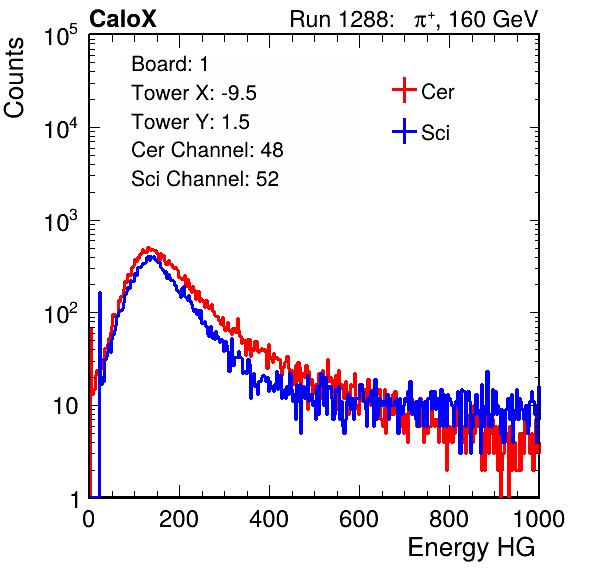 CaloX Run 1288: π⁺, 160 GeV
Counts
10⁵
10⁴
10³
10²
10
1
Board: 1
Tower X: -9.5
Tower Y: 1.5
Cer Channel: 48
Sci Channel: 52
Cer
Sci
0 200 400 600 800 1000
Energy HG